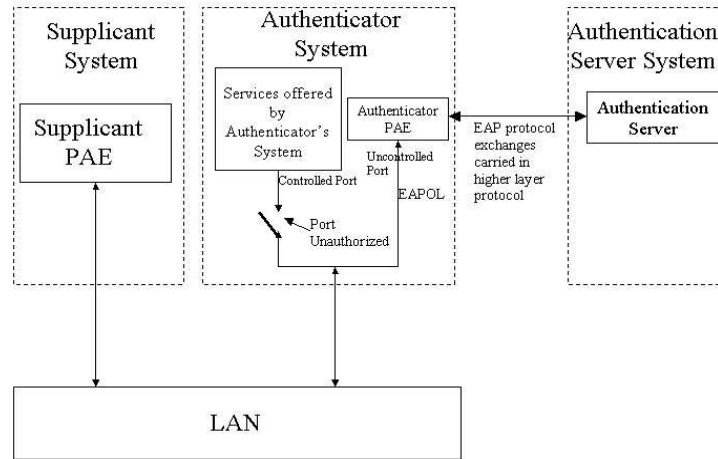 Supplicant
System
Supplicant
PAE
Authenticator
System
Services offered
by
Authenticator's
System
Authenticator
PAE
Controlled Port
Uncontrolled
Port
EAPOL
Port
Unauthorized
EAP protocol
exchanges
carried in
higher layer
protocol
Authentication
Server System
Authentication
Server
LAN